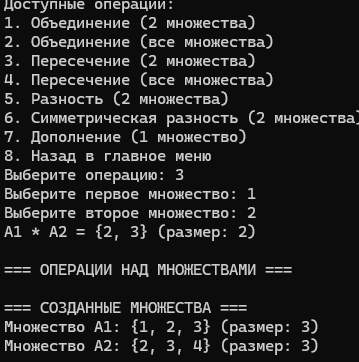 Доступные операции:
1. Объединение (2 множества)
2. Объединение (все множества)
3. Пересечение (2 множества)
4. Пересечение (все множества)
5. Разность (2 множества)
6. Симметрическая разность (2 множества)
7. Дополнение (1 множество)
8. Назад в главное меню
Выберите операцию: 3
Выберите первое множество: 1
Выберите второе множество: 2
A1 * A2 = {2, 3} (размер: 2)
=== ОПЕРАЦИИ НАД МНОЖЕСТВАМИ ===
=== СОЗДАННЫЕ МНОЖЕСТВА ===
Множество A1: {1, 2, 3} (размер: 3)
Множество A2: {2, 3, 4} (размер: 3)